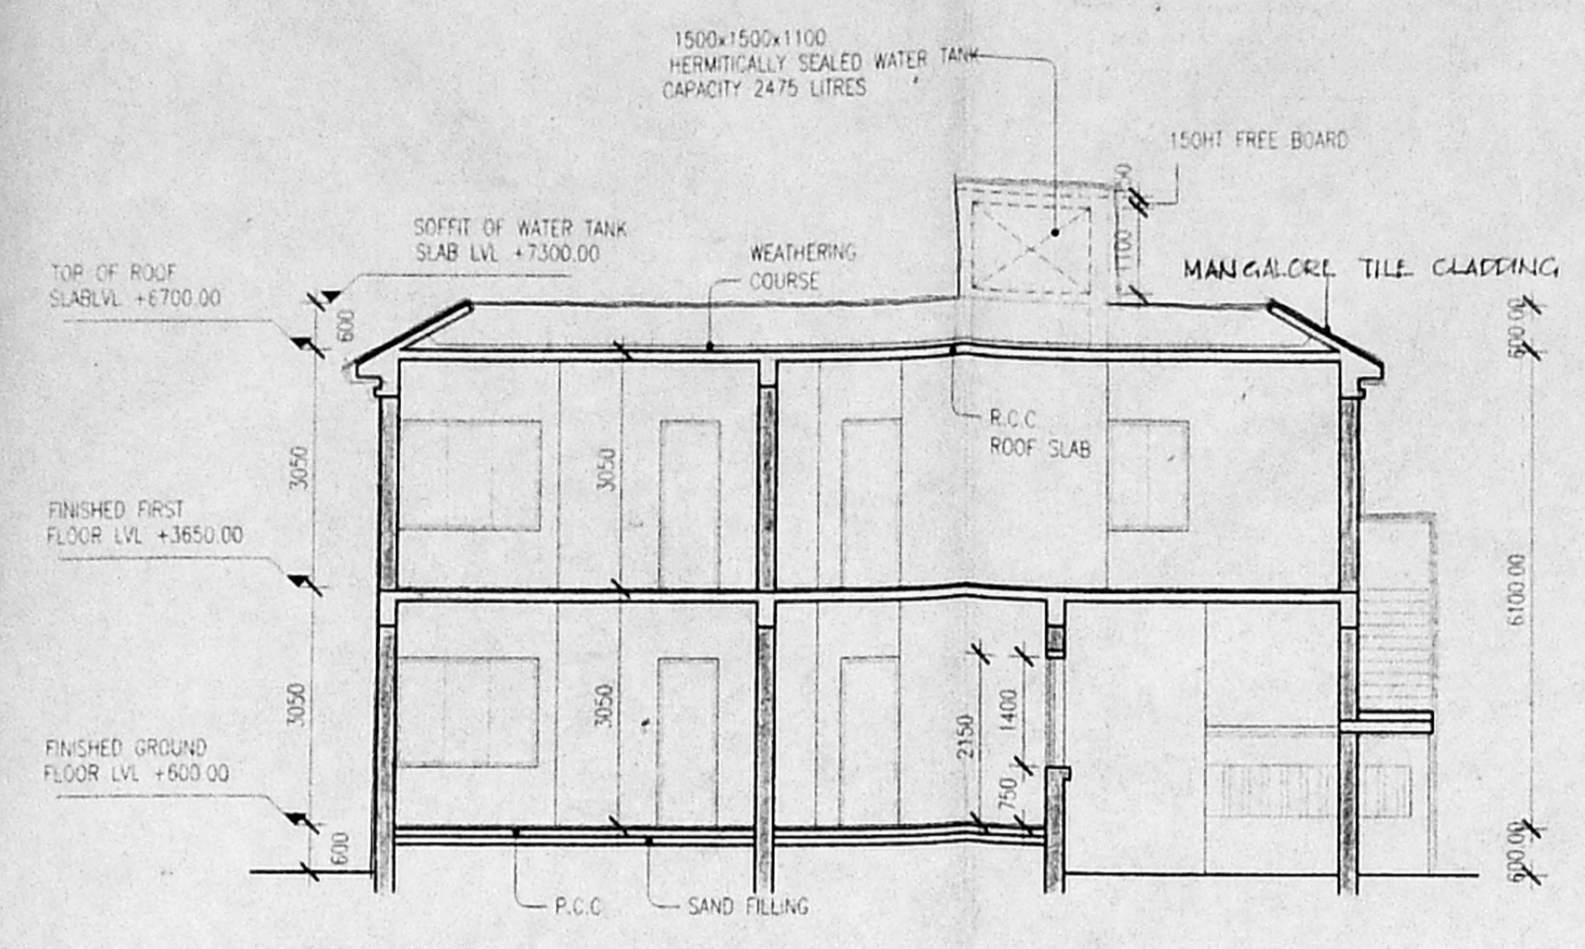 1500x1500x1100
HERMITICALLY SEALED WATER TANK
CAPACITY 2475 LITRES
150HT FREE BOARD
SOFFIT OF WATER TANK
SLAB LVL +7300.00
WEATHERING
COURSE
TOP OF ROOF
SLABLVL +6700.00
MANGALORE TILE CLADDING
1100
600
600.00
R.C.C
ROOF SLAB
3050
3050
FINISHED FIRST
FLOOR LVL +3650.00
6100.00
3050
3050
2150
1400
750
FINISHED GROUND
FLOOR LVL +600.00
600
600.00
P.C.C
SAND FILLING